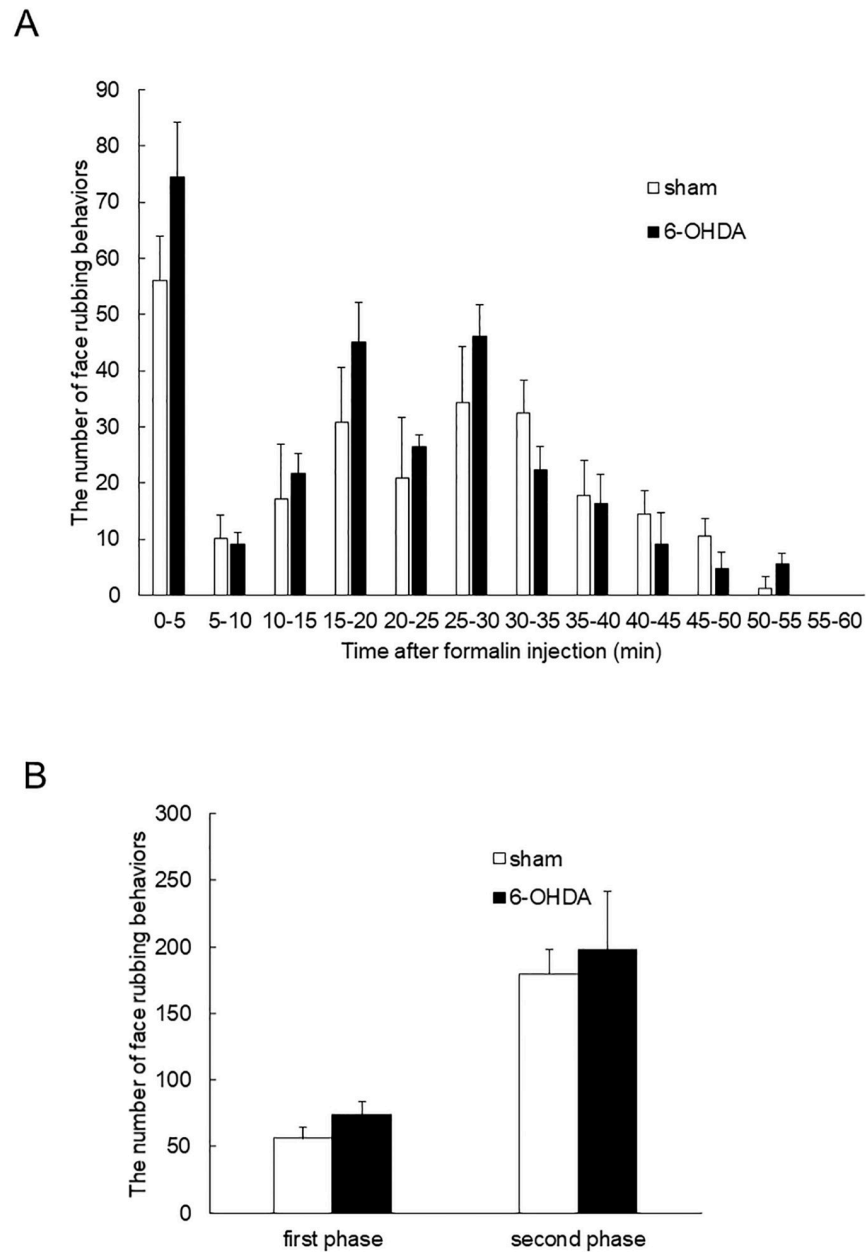 A
The number of face rubbing behaviors
90
80
70
60
50
40
30
20
10
0
sham
6-OHDA
0-5 5-10 10-15 15-20 20-25 25-30 30-35 35-40 40-45 45-50 50-55 55-60
Time after formalin injection (min)
B
The number of face rubbing behaviors
300
250
200
150
100
50
0
sham
6-OHDA
first phase second phase